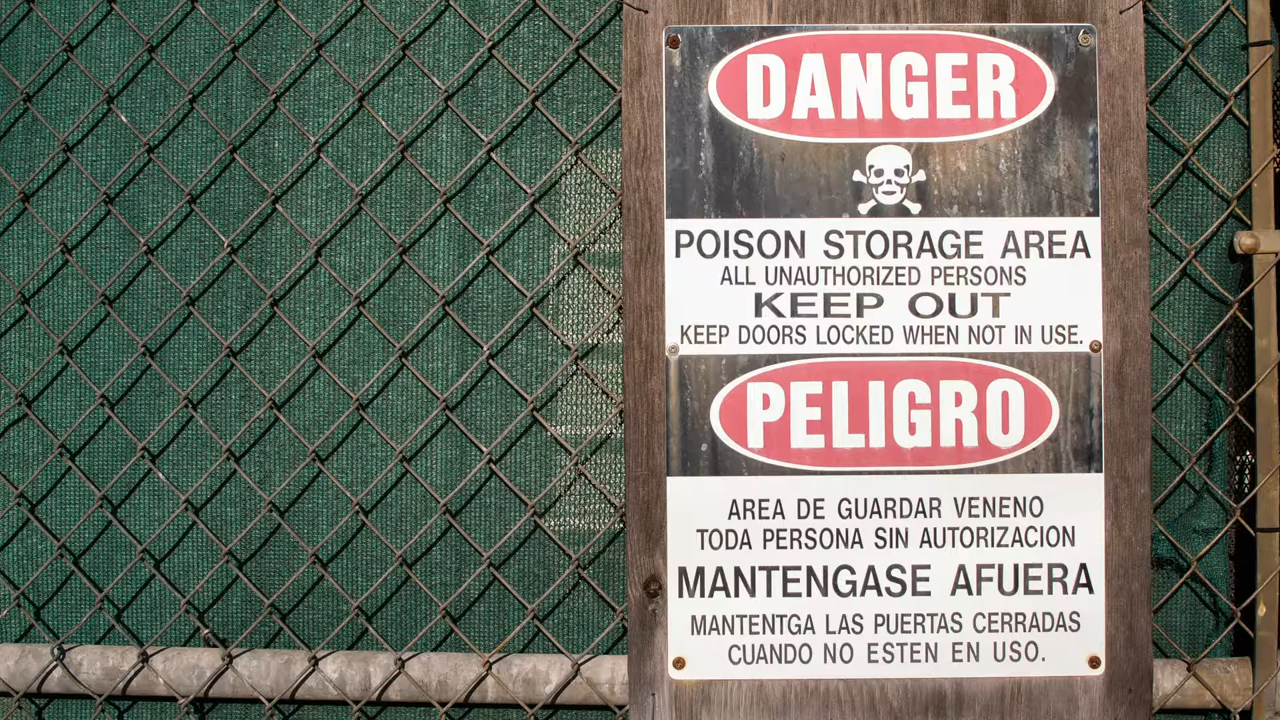 DANGER
POISON STORAGE AREA
ALL UNAUTHORIZED PERSONS
KEEP OUT
KEEP DOORS LOCKED WHEN NOT IN USE.
PELIGRO
AREA DE GUARDAR VENENO
TODA PERSONA SIN AUTORIZACION
MANTENGASE AFUERA
MANTENTGA LAS PUERTAS CERRADAS
CUANDO NO ESTEN EN USO.